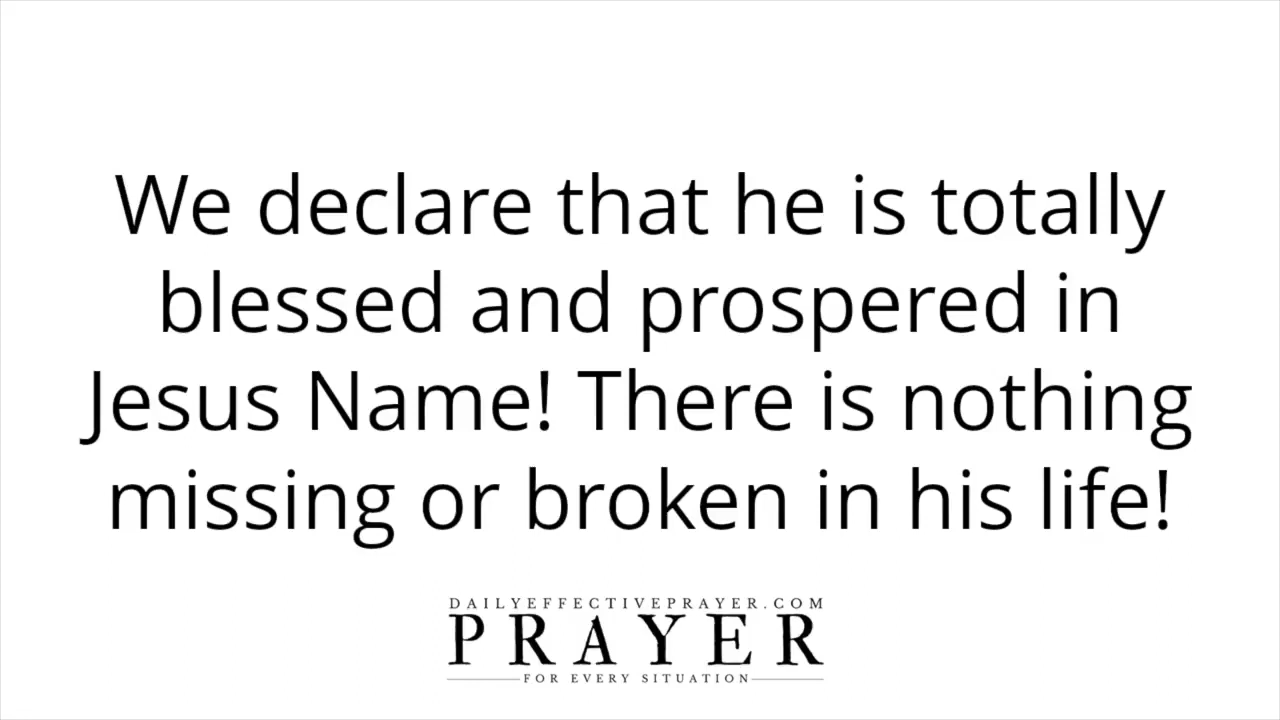 We declare that he is totally
blessed and prospered in
Jesus Name! There is nothing
missing or broken in his life!
DAILYEFFECTIVEPRAYER.COM
PRAYER
FOR EVERY SITUATION